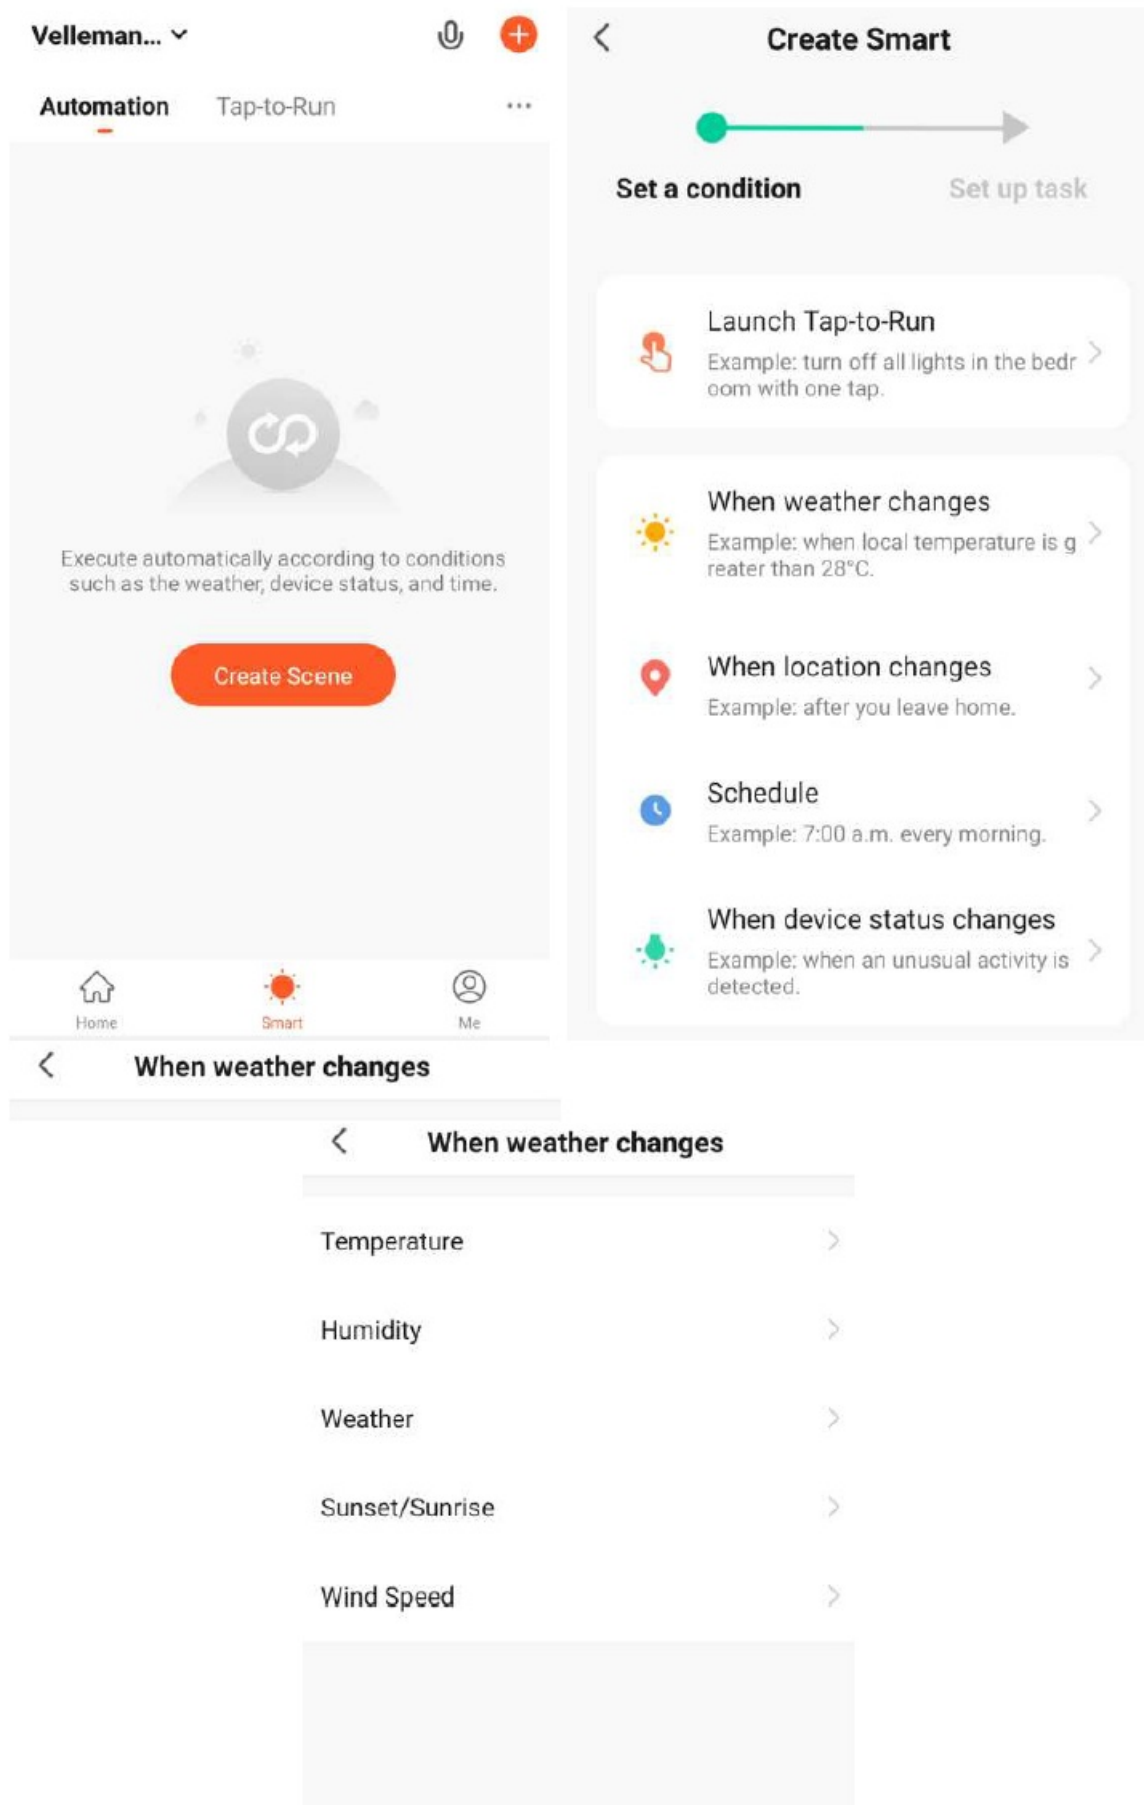 Velleman...
Automation Tap-to-Run ...
Execute automatically according to conditions
such as the weather, device status, and time.
Create Scene
Home Smart Me
Create Smart
Set a condition Set up task
Launch Tap-to-Run
Example: turn off all lights in the bedr
oom with one tap.
When weather changes
Example: when local temperature is g
reater than 28°C.
When location changes
Example: after you leave home.
Schedule
Example: 7:00 a.m. every morning.
When device status changes
Example: when an unusual activity is
detected.
When weather changes
When weather changes
Temperature
Humidity
Weather
Sunset/Sunrise
Wind Speed